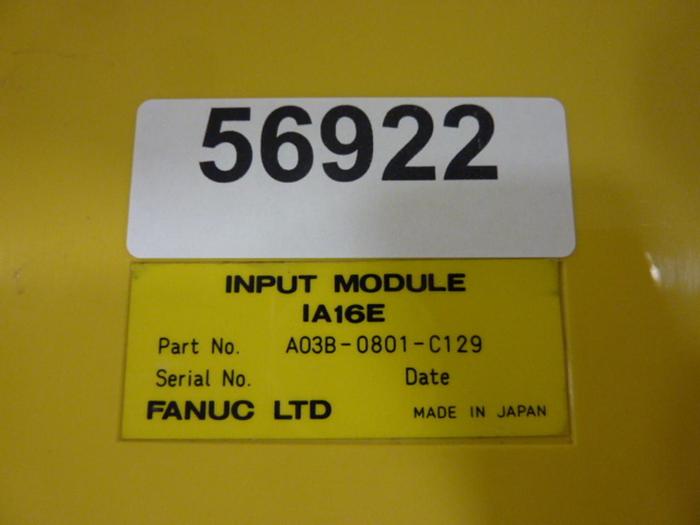 56922
INPUT MODULE
IA16E
Part No. A03B-0801-C129
Serial No. Date
FANUC LTD MADE IN JAPAN